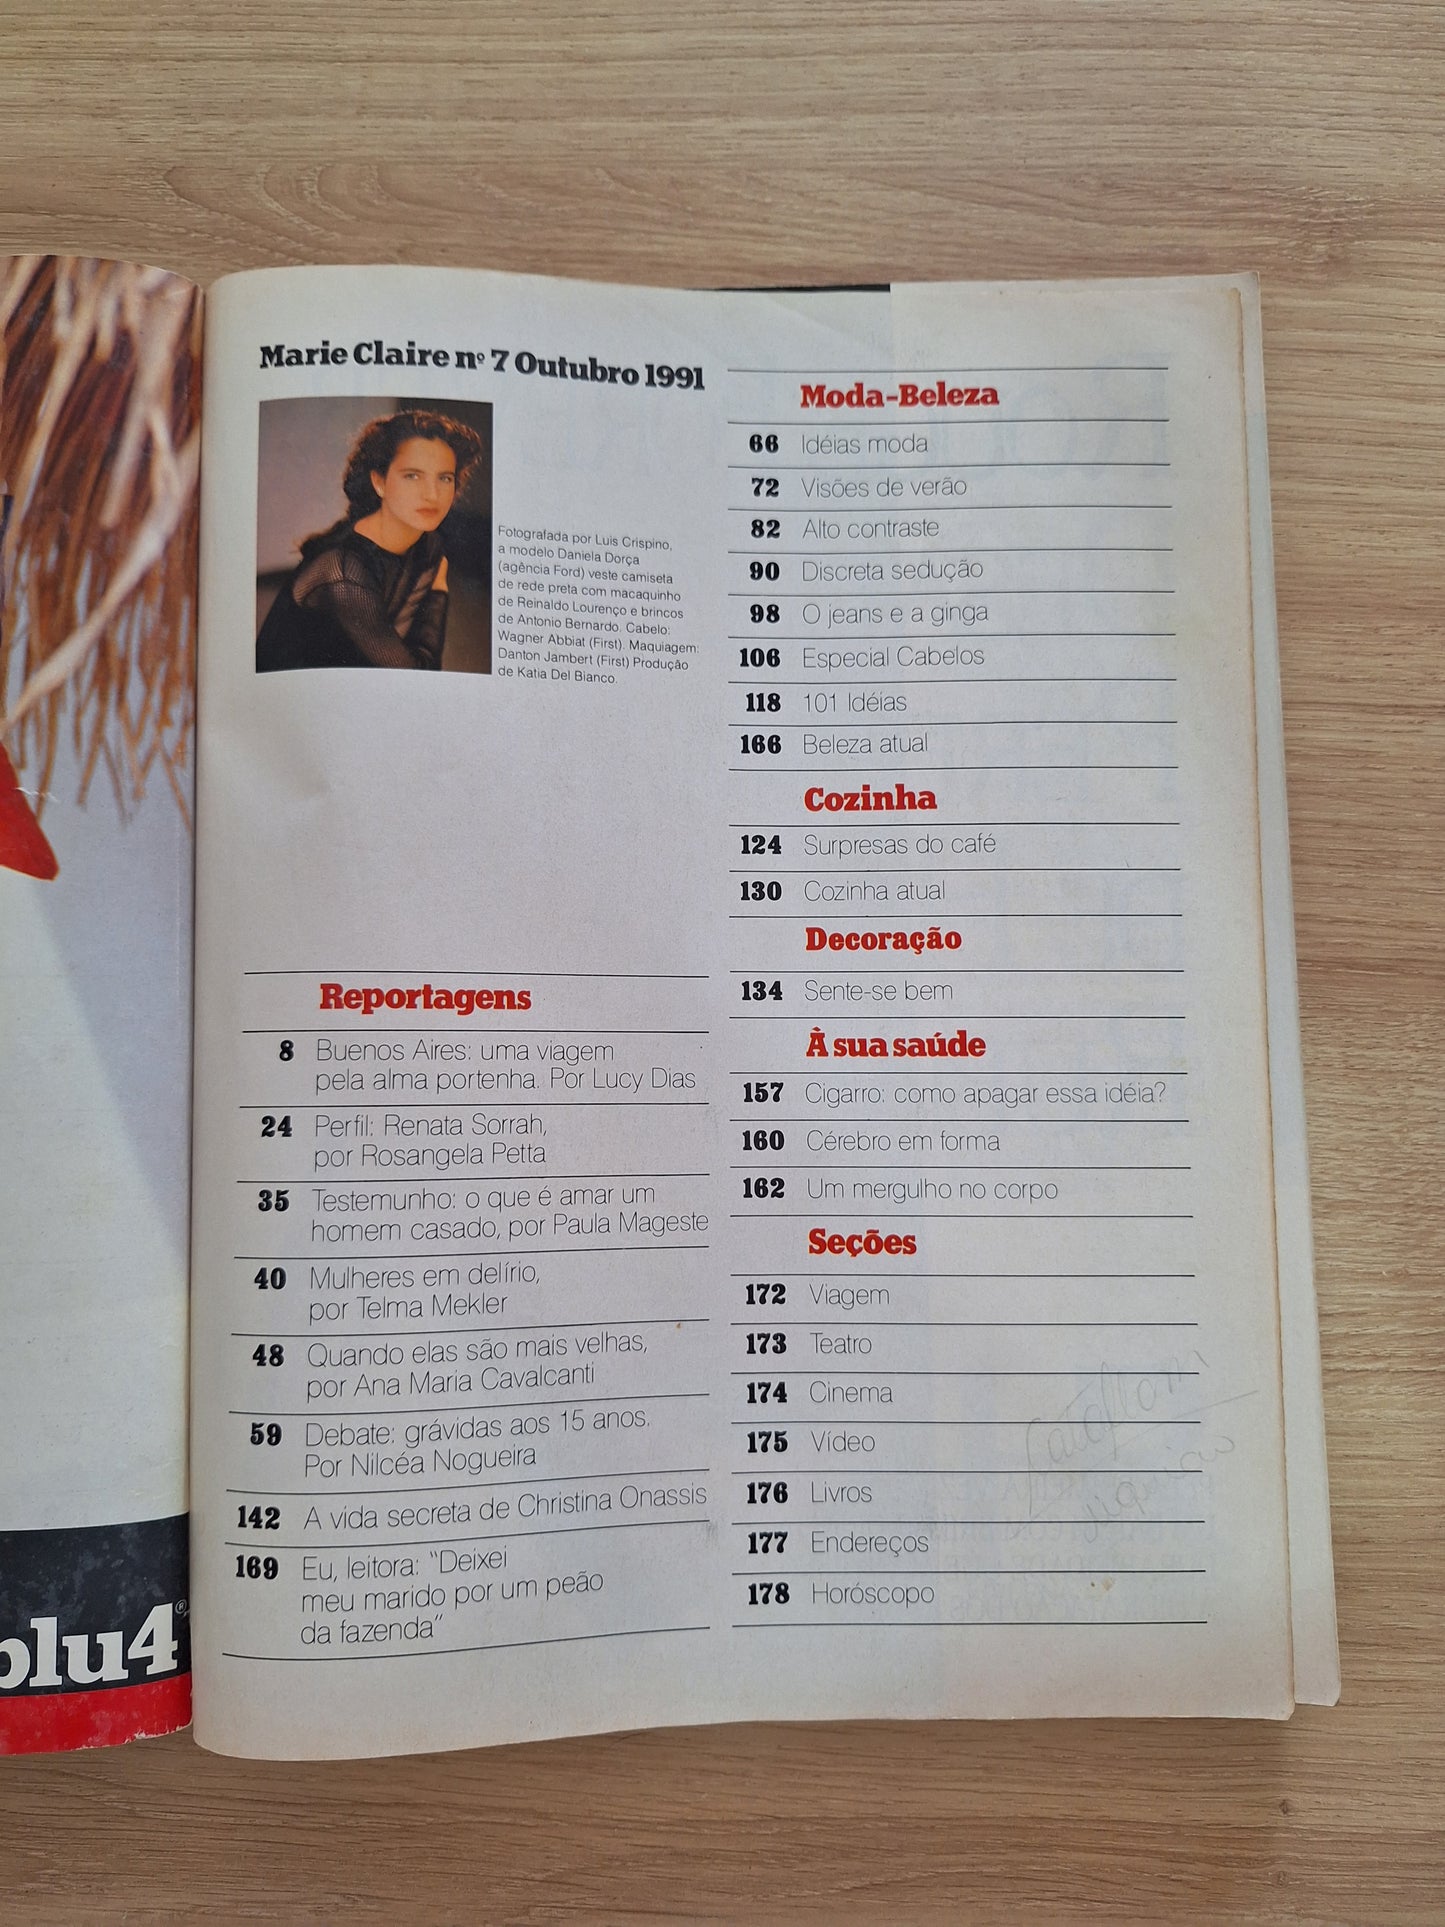 Marie Claire nº 7 Outubro 1991
Fotografada por Luis Crispino,
a modelo Daniela Dorça
(agência Ford) veste camiseta
de rede preta com macaquinho
de Reinaldo Lourenço e brincos
de Antonio Bernardo. Cabelo:
Wagner Abbiat (First). Maquiagem:
Danton Jambert (First) Produção
de Katia Del Bianco.
Reportagens
8 Buenos Aires: uma viagem
pela alma portenha. Por Lucy Dias
24 Perfil: Renata Sorrah,
por Rosangela Petta
35 Testemunho: o que é amar um
homem casado, por Paula Mageste
40 Mulheres em delírio,
por Telma Mekler
48 Quando elas são mais velhas,
por Ana Maria Cavalcanti
59 Debate: grávidas aos 15 anos.
Por Nilcéa Nogueira
142 A vida secreta de Christina Onassis
169 Eu, leitora: "Deixei
meu marido por um peão
da fazenda"
Moda-Beleza
66 Idéias moda
72 Visões de verão
82 Alto contraste
90 Discreta sedução
98 O jeans e a ginga
106 Especial Cabelos
118 101 Idéias
166 Beleza atual
Cozinha
124 Surpresas do café
130 Cozinha atual
Decoração
134 Sente-se bem
À sua saúde
157 Cigarro: como apagar essa idéia?
160 Cérebro em forma
162 Um mergulho no corpo
Seções
172 Viagem
173 Teatro
174 Cinema
175 Vídeo
176 Livros
177 Endereços
178 Horóscopo
blu4®